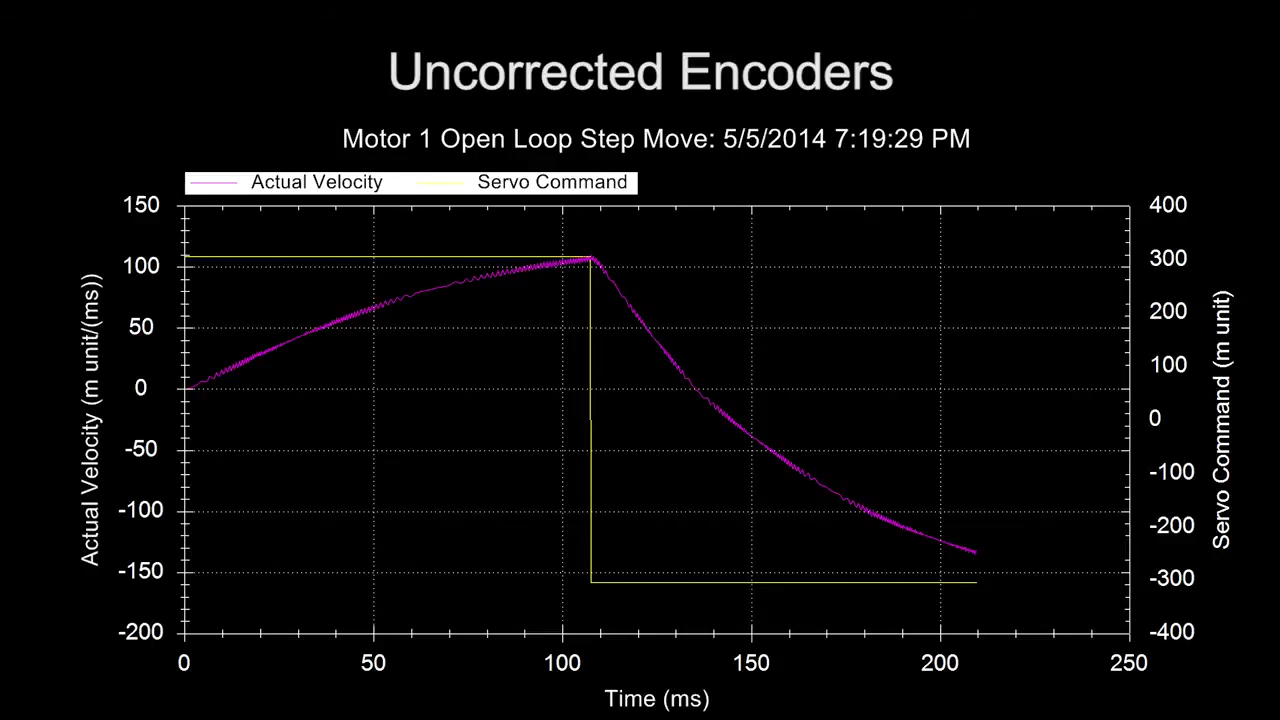 Uncorrected Encoders
Motor 1 Open Loop Step Move: 5/5/2014 7:19:29 PM
Actual Velocity Servo Command
150
100
50
0
-50
-100
-150
-200
Actual Velocity (m unit/(ms))
400
300
200
100
0
-100
-200
-300
-400
Servo Command (m unit)
0 50 100 150 200 250
Time (ms)